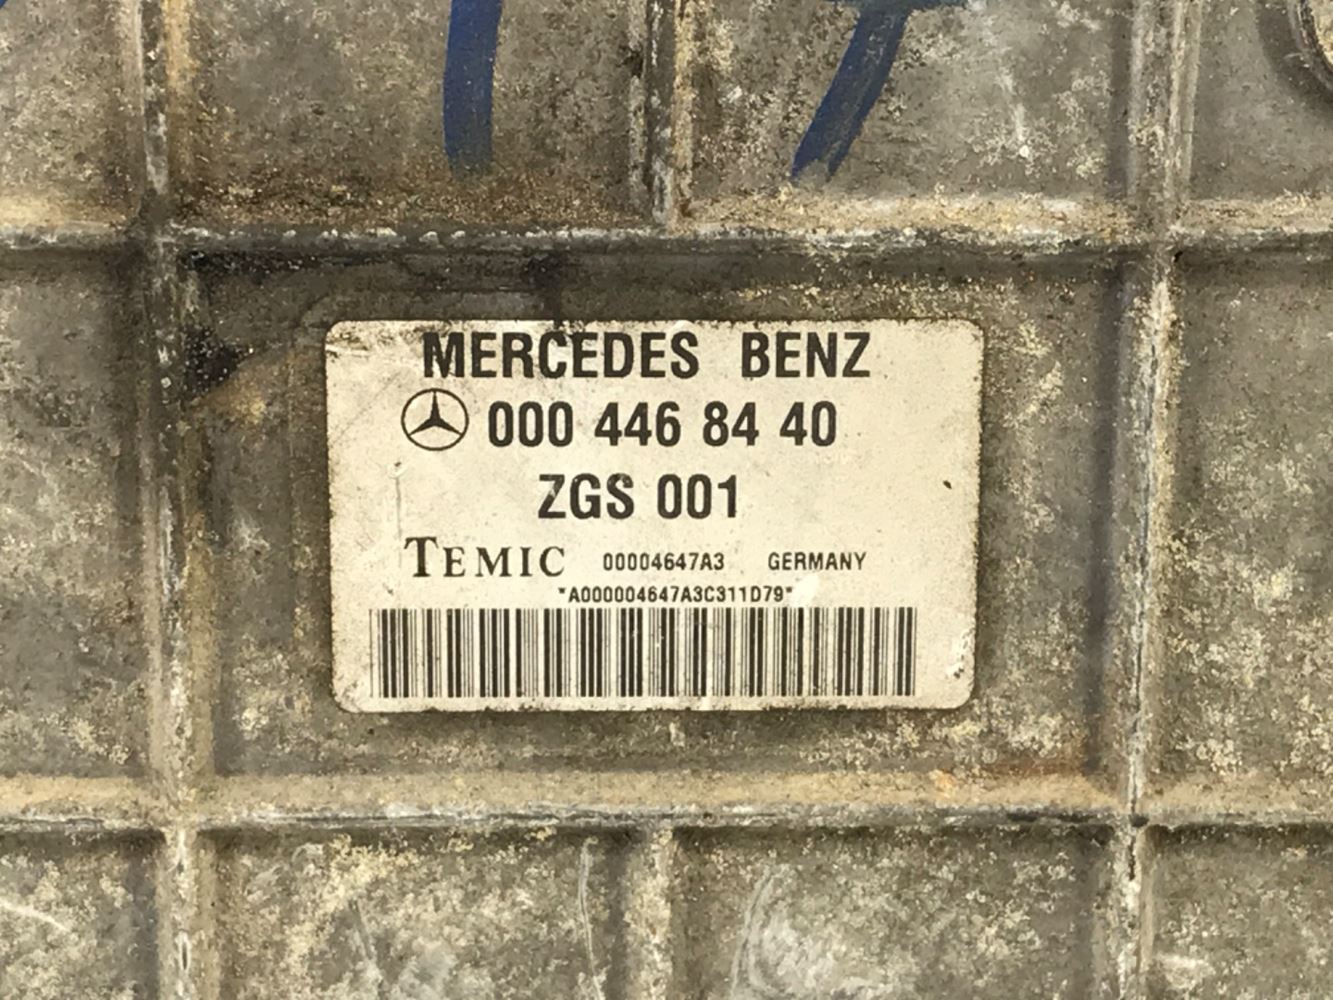 MERCEDES BENZ
000 446 84 40
ZGS 001
TEMIC 00004647A3 GERMANY
"A000004647A3C311D79"